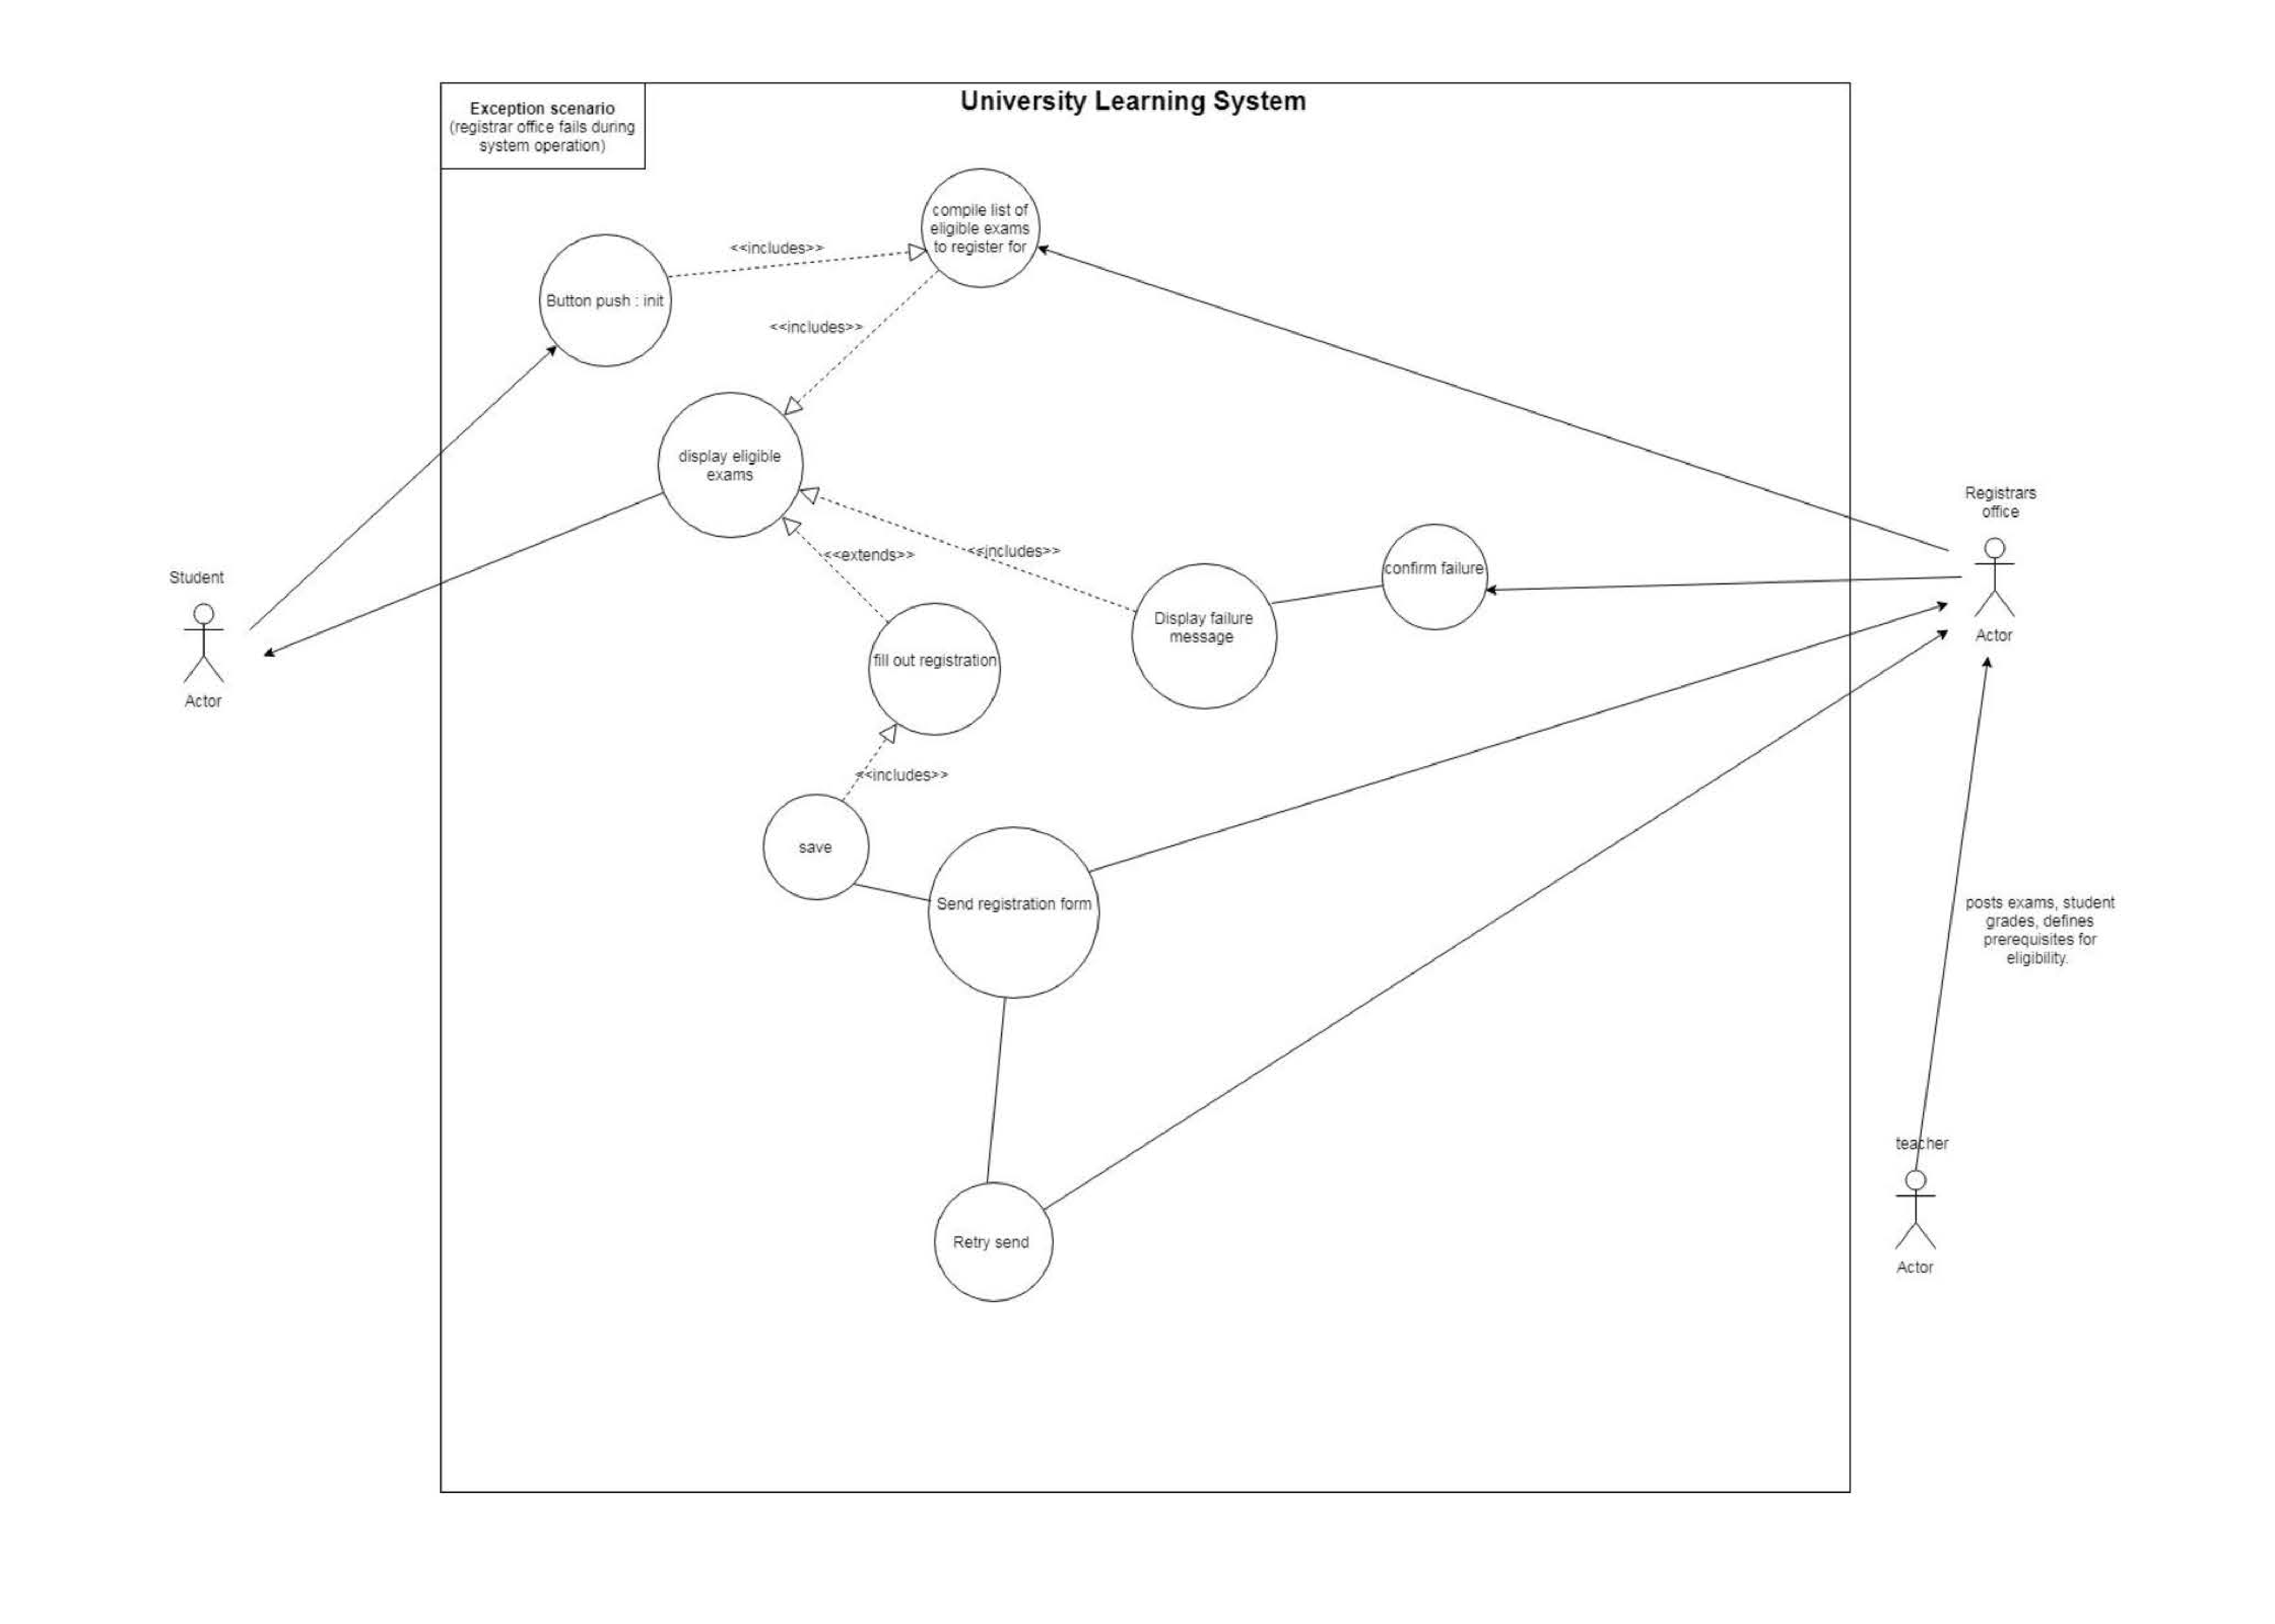 University Learning System
Exception scenario
(registrar office fails during
system operation)
compile list of
eligible exams
to register for
<<includes>>
Button push : init
<<includes>>
display eligible
exams
Registrars
office
<<includes>>
<<extends>>
confirm failure
Student
Display failure
message
Actor
fill out registration
Actor
<<includes>>
save
Send registration form
posts exams, student
grades, defines
prerequisites for
eligibility.
teacher
Retry send
Actor